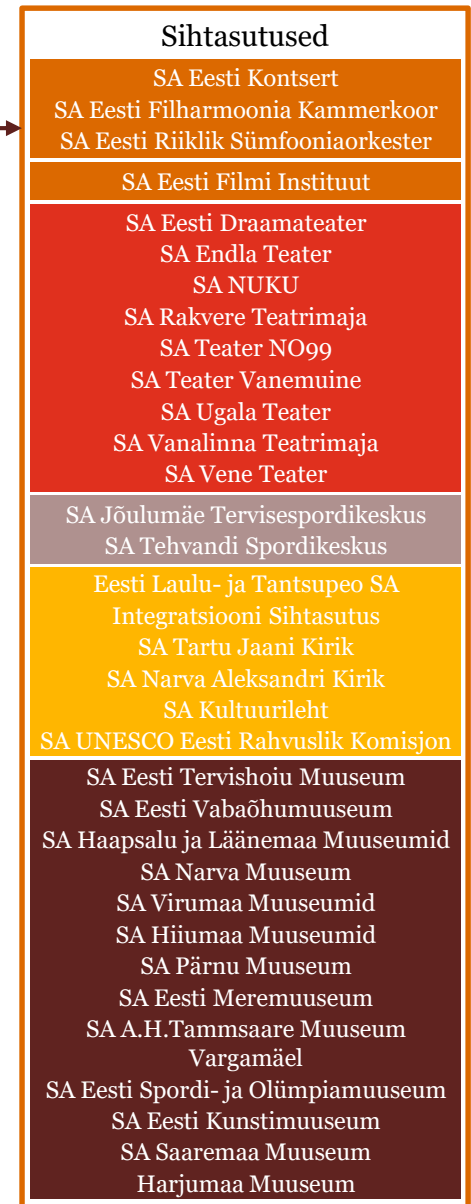 Sihtasutused
SA Eesti Kontsert
SA Eesti Filharmoonia Kammerkoor
SA Eesti Riiklik Sümfooniaorkester
SA Eesti Filmi Instituut
SA Eesti Draamateater
SA Endla Teater
SA NUKU
SA Rakvere Teatrimaja
SA Teater NO99
SA Teater Vanemuine
SA Ugala Teater
SA Vanalinna Teatrimaja
SA Vene Teater
SA Jõulumäe Tervisespordikeskus
SA Tehvandi Spordikeskus
Eesti Laulu- ja Tantsupeo SA
Integratsiooni Sihtasutus
SA Tartu Jaani Kirik
SA Narva Aleksandri Kirik
SA Kultuurileht
SA UNESCO Eesti Rahvuslik Komisjon
SA Eesti Tervishoiu Muuseum
SA Eesti Vabaõhumuuseum
SA Haapsalu ja Läänemaa Muuseumid
SA Narva Muuseum
SA Virumaa Muuseumid
SA Hiiumaa Muuseumid
SA Pärnu Muuseum
SA Eesti Meremuuseum
SA A.H.Tammsaare Muuseum
Vargamäel
SA Eesti Spordi- ja Olümpiamuuseum
SA Eesti Kunstimuuseum
SA Saaremaa Muuseum
Harjumaa Muuseum